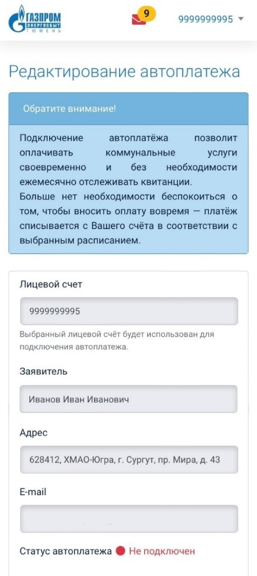 ГАЗПРОМ
ЭНЕРГОСБЫТ
ТЮМЕНЬ
9
9999999995
Редактирование автоплатежа
Обратите внимание!
Подключение автоплатёжа позволит
оплачивать коммунальные услуги
своевременно и без необходимости
ежемесячно отслеживать квитанции.
Больше нет необходимости беспокоиться о
том, чтобы вносить оплату вовремя — платёж
списывается с Вашего счёта в соответствии с
выбранным расписанием.
Лицевой счет
9999999995
Выбранный лицевой счёт будет использован для
подключения автоплатежа.
Заявитель
Иванов Иван Иванович
Адрес
628412, ХМАО-Югра, г. Сургут, пр. Мира, д. 43
E-mail
Статус автоплатежа Не подключен